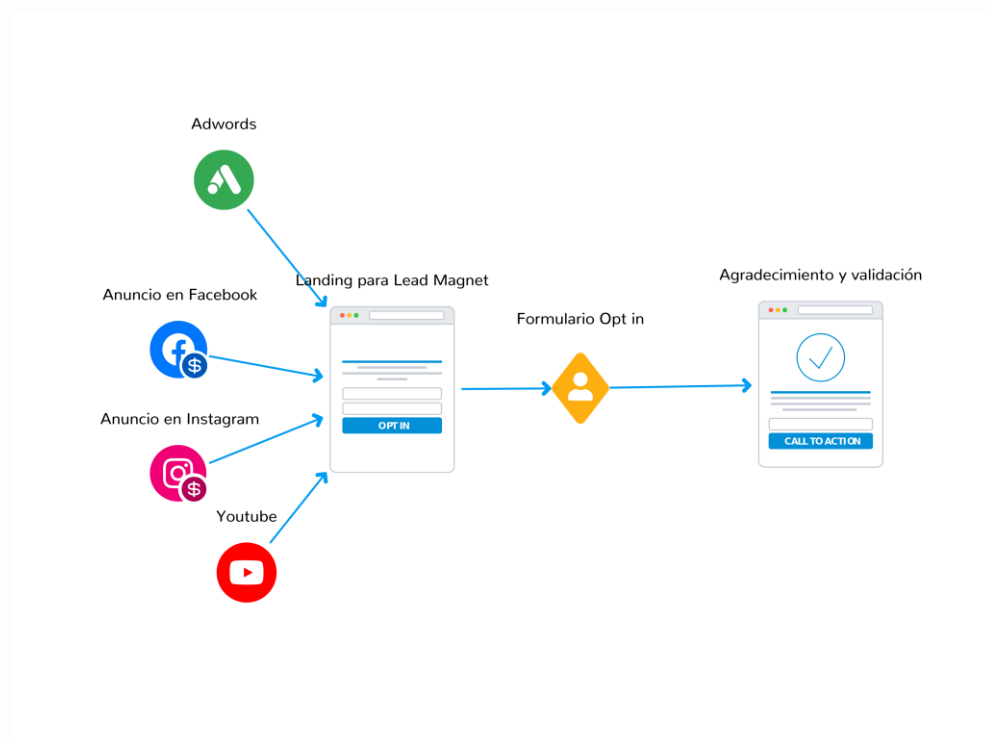 Adwords
Landing para Lead Magnet
Agradecimiento y validación
Anuncio en Facebook
Formulario Opt in
$
OPT IN
Anuncio en Instagram
CALL TO ACTION
$
Youtube